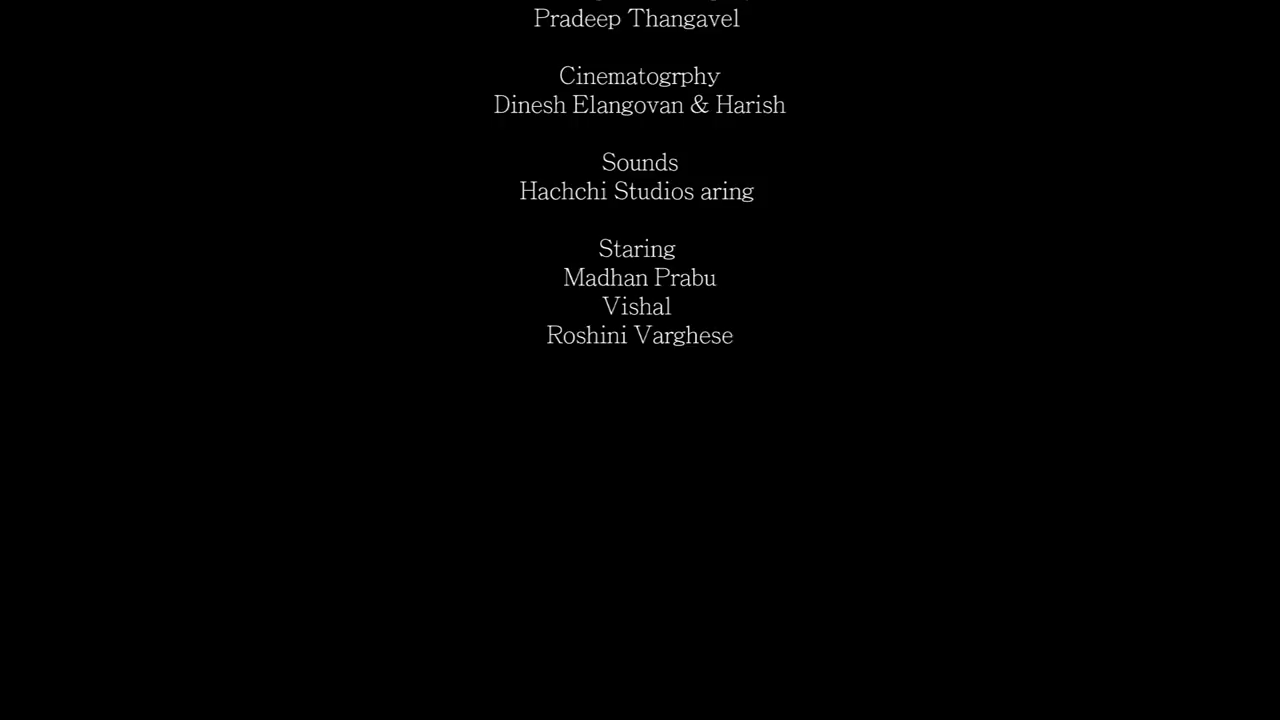 Pradeep Thangavel
Cinematogrphy
Dinesh Elangovan & Harish
Sounds
Hachchi Studios aring
Staring
Madhan Prabu
Vishal
Roshini Varghese